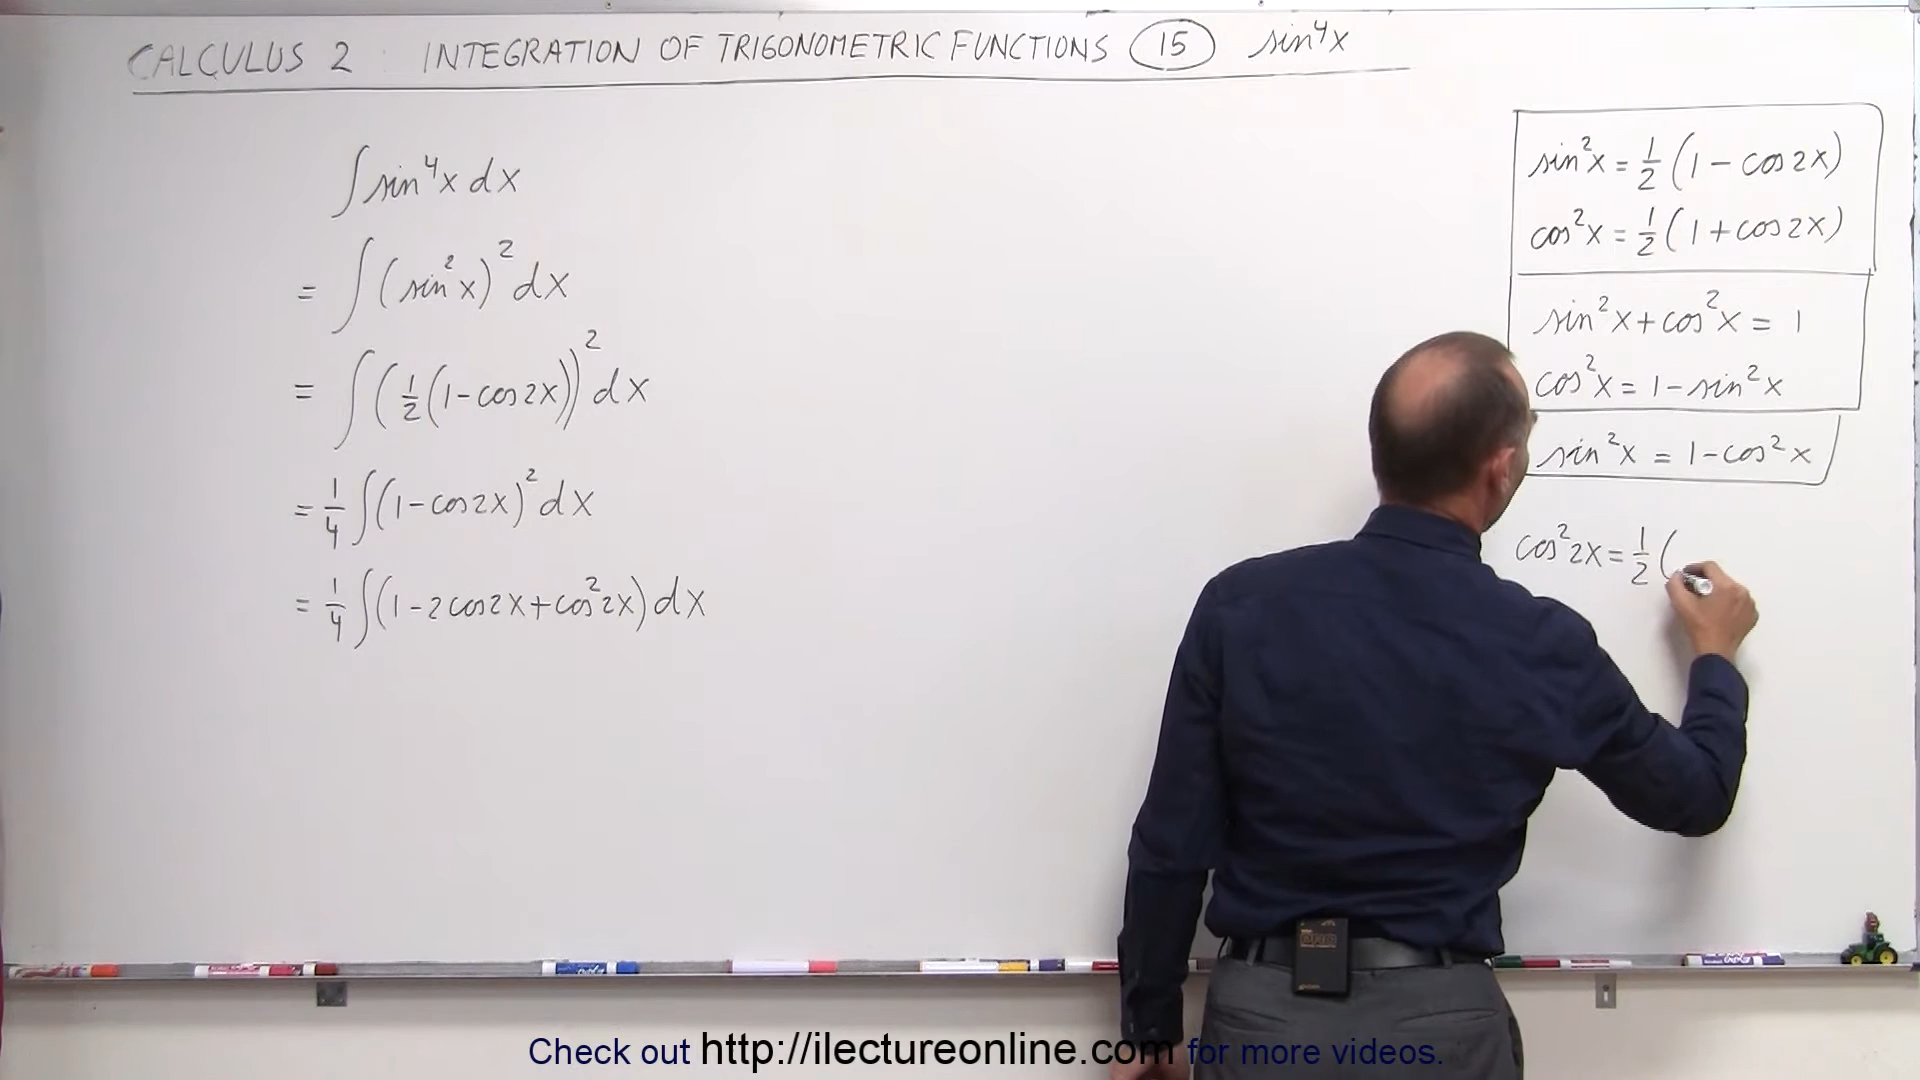 CALCULUS 2 : INTEGRATION OF TRIGONOMETRIC FUNCTIONS 15 sin⁴x
∫ sin⁴x dx
= ∫ (sin²x)² dx
= ∫ (½(1-cos2x))² dx
= ¼ ∫(1-cos2x)² dx
= ¼ ∫(1-2cos2x+cos²2x) dx
sin²x = ½ (1 - cos2x)
cos²x = ½ (1+cos2x)
sin²x+cos²x = 1
cos²x = 1-sin²x
sin²x = 1-cos²x
cos²2x = ½ (
Check out http://ilectureonline.com for more videos.